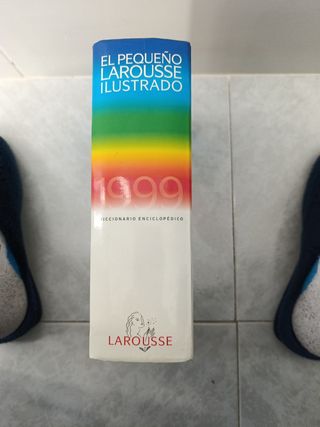 EL PEQUEÑO
LAROUSSE
ILUSTRADO
1999
DICCIONARIO ENCICLOPÉDICO
LAROUSSE